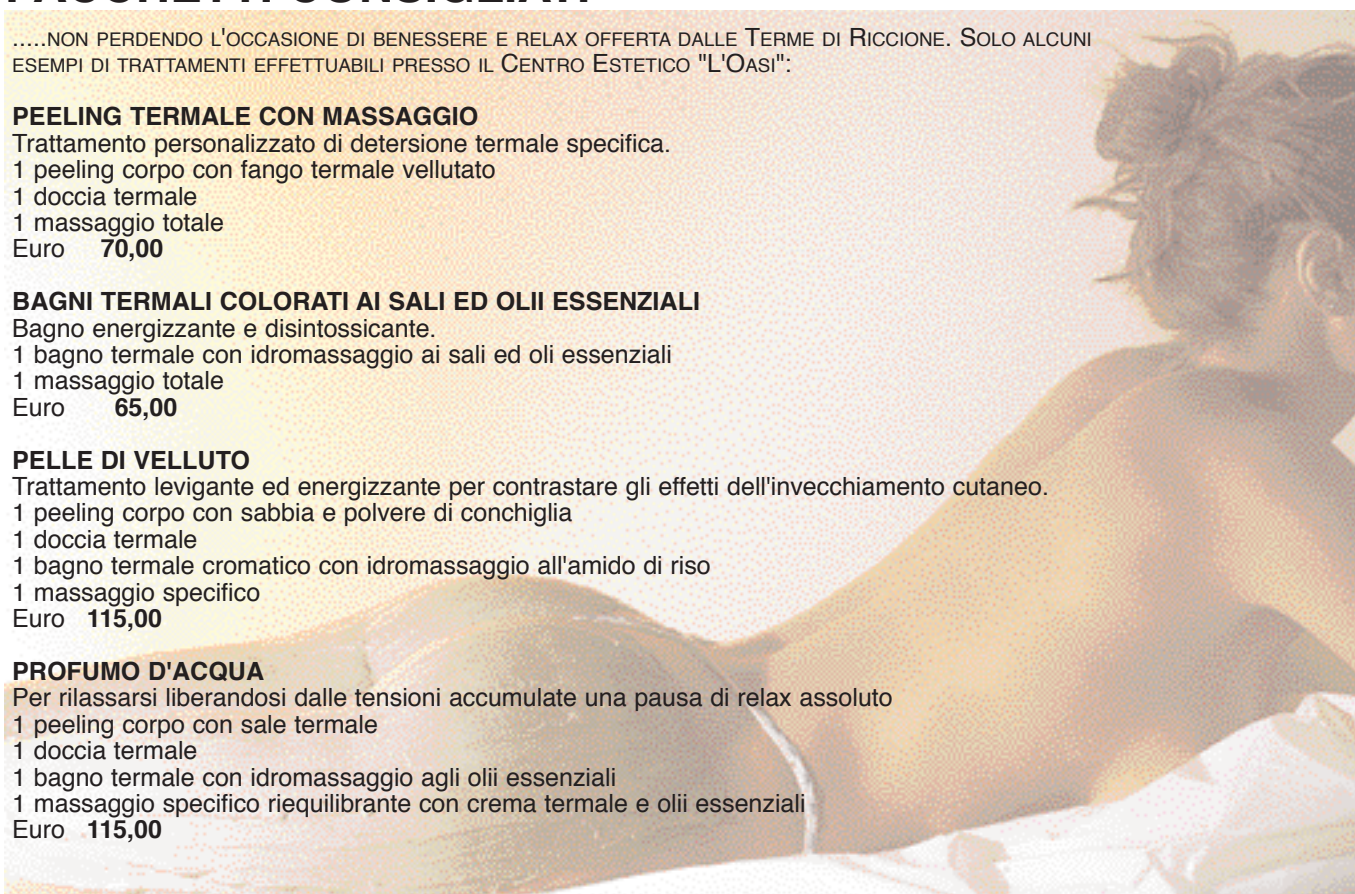 PACCHETTI CONSIGLIATI
.....NON PERDENDO L'OCCASIONE DI BENESSERE E RELAX OFFERTA DALLE TERME DI RICCIONE. SOLO ALCUNI
ESEMPI DI TRATTAMENTI EFFETTUABILI PRESSO IL CENTRO ESTETICO "L'OASI":
PEELING TERMALE CON MASSAGGIO
Trattamento personalizzato di detersione termale specifica.
1 peeling corpo con fango termale vellutato
1 doccia termale
1 massaggio totale
Euro 70,00
BAGNI TERMALI COLORATI AI SALI ED OLII ESSENZIALI
Bagno energizzante e disintossicante.
1 bagno termale con idromassaggio ai sali ed oli essenziali
1 massaggio totale
Euro 65,00
PELLE DI VELLUTO
Trattamento levigante ed energizzante per contrastare gli effetti dell'invecchiamento cutaneo.
1 peeling corpo con sabbia e polvere di conchiglia
1 doccia termale
1 bagno termale cromatico con idromassaggio all'amido di riso
1 massaggio specifico
Euro 115,00
PROFUMO D'ACQUA
Per rilassarsi liberandosi dalle tensioni accumulate una pausa di relax assoluto
1 peeling corpo con sale termale
1 doccia termale
1 bagno termale con idromassaggio agli olii essenziali
1 massaggio specifico riequilibrante con crema termale e olii essenziali
Euro 115,00